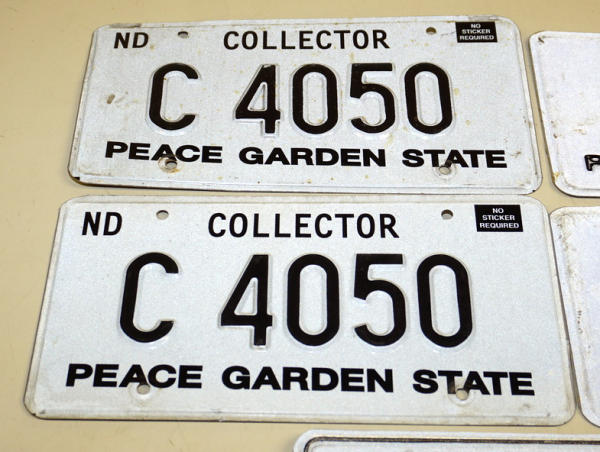 ND COLLECTOR NO STICKER REQUIRED
C 4050
PEACE GARDEN STATE
ND COLLECTOR NO STICKER REQUIRED
C 4050
PEACE GARDEN STATE